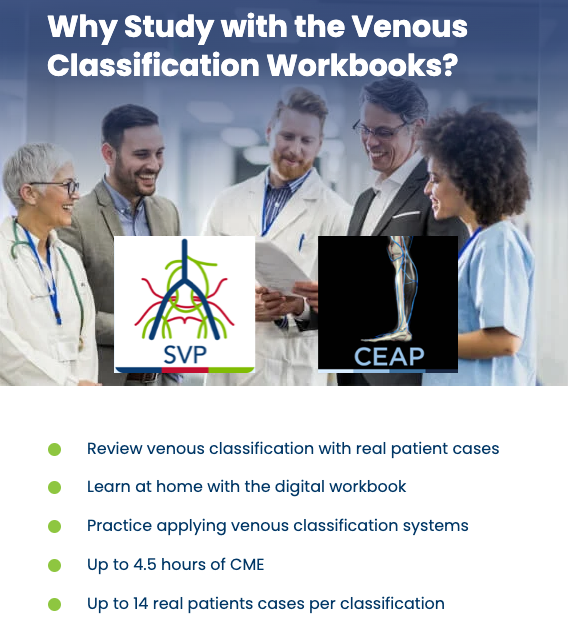 Why Study with the Venous
Classification Workbooks?
SVP
CEAP
Review venous classification with real patient cases
Learn at home with the digital workbook
Practice applying venous classification systems
Up to 4.5 hours of CME
Up to 14 real patients cases per classification